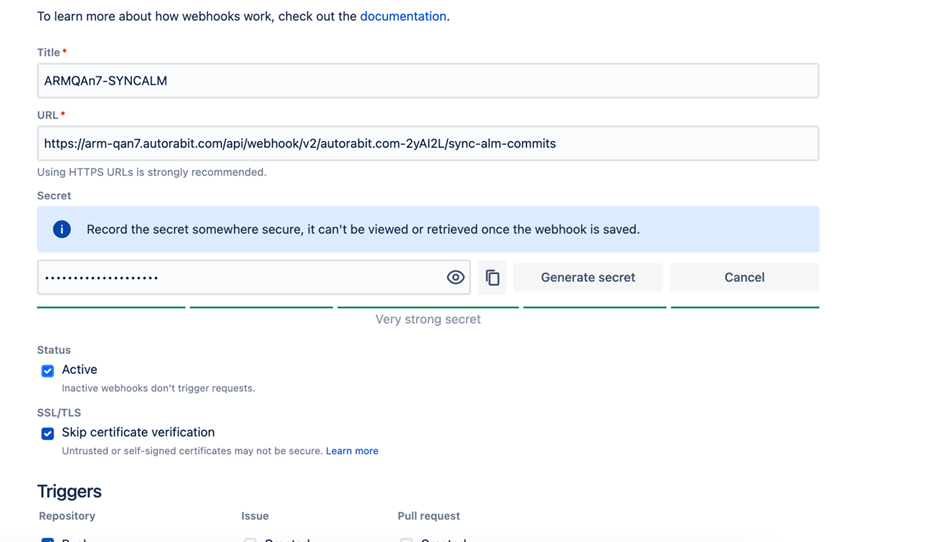 To learn more about how webhooks work, check out the documentation.
Title *
ARMQAn7-SYNCALM
URL *
https://arm-qan7.autorabit.com/api/webhook/v2/autorabit.com-2yAI2L/sync-alm-commits
Using HTTPS URLs is strongly recommended.
Secret
Record the secret somewhere secure, it can't be viewed or retrieved once the webhook is saved.
Generate secret
Cancel
Very strong secret
Status
Active
Inactive webhooks don't trigger requests.
SSL/TLS
Skip certificate verification
Untrusted or self-signed certificates may not be secure. Learn more
Triggers
Repository Issue Pull request